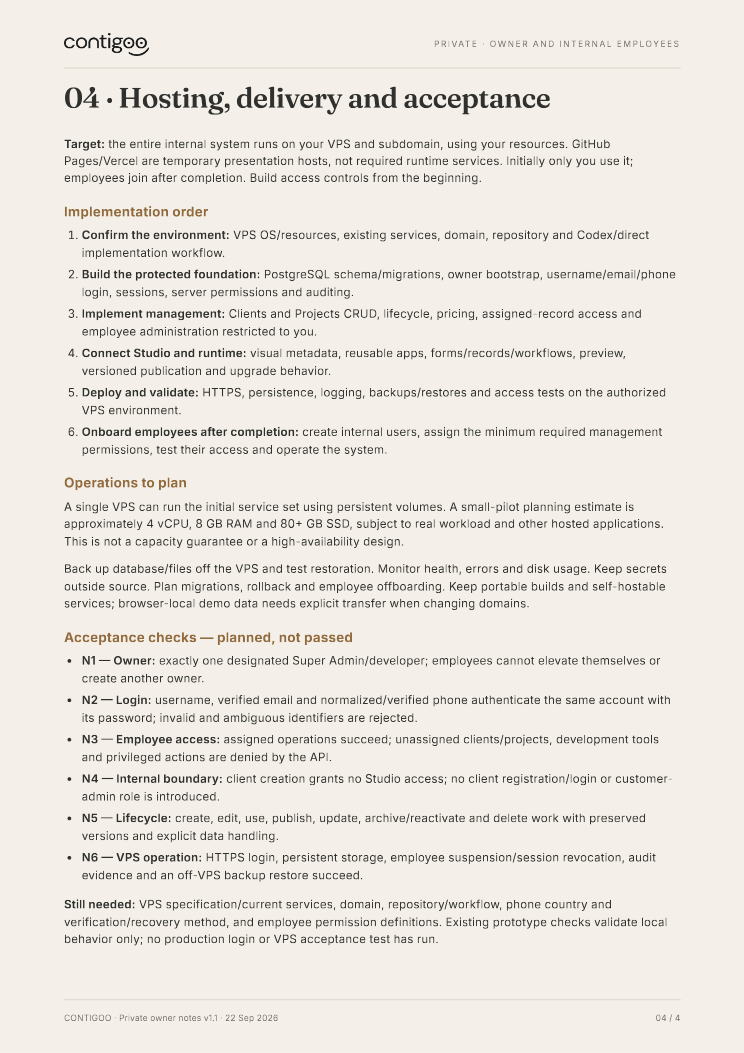 contigoo
PRIVATE · OWNER AND INTERNAL EMPLOYEES
04 · Hosting, delivery and acceptance
Target: the entire internal system runs on your VPS and subdomain, using your resources. GitHub
Pages/Vercel are temporary presentation hosts, not required runtime services. Initially only you use it;
employees join after completion. Build access controls from the beginning.
Implementation order
1. Confirm the environment: VPS OS/resources, existing services, domain, repository and Codex/direct
implementation workflow.
2. Build the protected foundation: PostgreSQL schema/migrations, owner bootstrap, username/email/phone
login, sessions, server permissions and auditing.
3. Implement management: Clients and Projects CRUD, lifecycle, pricing, assigned-record access and
employee administration restricted to you.
4. Connect Studio and runtime: visual metadata, reusable apps, forms/records/workflows, preview,
versioned publication and upgrade behavior.
5. Deploy and validate: HTTPS, persistence, logging, backups/restores and access tests on the authorized
VPS environment.
6. Onboard employees after completion: create internal users, assign the minimum required management
permissions, test their access and operate the system.
Operations to plan
A single VPS can run the initial service set using persistent volumes. A small-pilot planning estimate is
approximately 4 vCPU, 8 GB RAM and 80+ GB SSD, subject to real workload and other hosted applications.
This is not a capacity guarantee or a high-availability design.
Back up database/files off the VPS and test restoration. Monitor health, errors and disk usage. Keep secrets
outside source. Plan migrations, rollback and employee offboarding. Keep portable builds and self-hostable
services; browser-local demo data needs explicit transfer when changing domains.
Acceptance checks — planned, not passed
• N1 — Owner: exactly one designated Super Admin/developer; employees cannot elevate themselves or
create another owner.
• N2 — Login: username, verified email and normalized/verified phone authenticate the same account with
its password; invalid and ambiguous identifiers are rejected.
• N3 — Employee access: assigned operations succeed; unassigned clients/projects, development tools
and privileged actions are denied by the API.
• N4 — Internal boundary: client creation grants no Studio access; no client registration/login or customer-
admin role is introduced.
• N5 — Lifecycle: create, edit, use, publish, update, archive/reactivate and delete work with preserved
versions and explicit data handling.
• N6 — VPS operation: HTTPS login, persistent storage, employee suspension/session revocation, audit
evidence and an off-VPS backup restore succeed.
Still needed: VPS specification/current services, domain, repository/workflow, phone country and
verification/recovery method, and employee permission definitions. Existing prototype checks validate local
behavior only; no production login or VPS acceptance test has run.
CONTIGOO · Private owner notes v1.1 · 22 Sep 2026
04 / 4